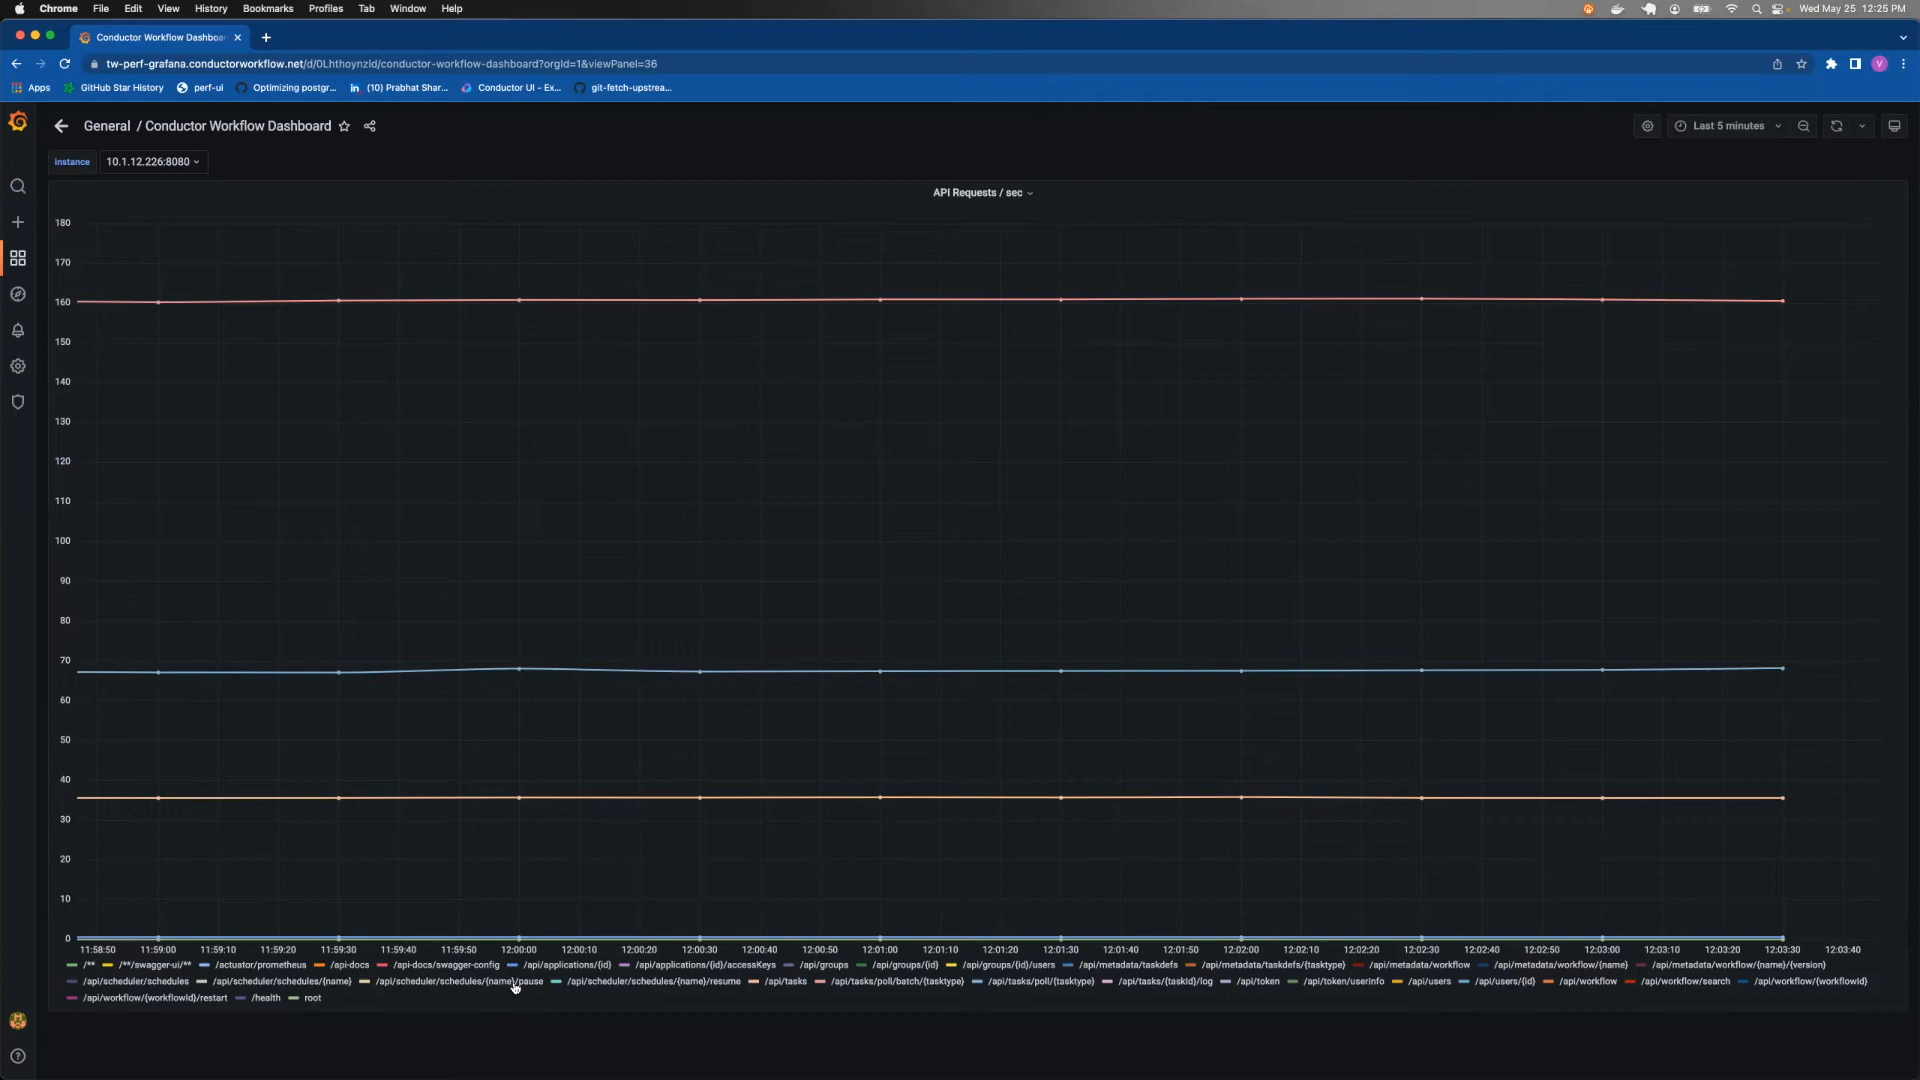 Chrome File Edit View History Bookmarks Profiles Tab Window Help Wed May 25 12:25 PM
Conductor Workflow Dashboa
tw-perf-grafana.conductorworkflow.net/d/0Lhthoynzld/conductor-workflow-dashboard?orgId=1&viewPanel=36
V
Apps GitHub Star History perf-ui Optimizing postgr... (10) Prabhat Shar... Conductor UI - Ex... git-fetch-upstrea...
General / Conductor Workflow Dashboard Last 5 minutes
instance 10.1.12.226:8080
API Requests / sec
180
170
160
150
140
130
120
110
100
90
80
70
60
50
40
30
20
10
0
11:58:50 11:59:00 11:59:10 11:59:20 11:59:30 11:59:40 11:59:50 12:00:00 12:00:10 12:00:20 12:00:30 12:00:40 12:00:50 12:01:00 12:01:10 12:01:20 12:01:30 12:01:40 12:01:50 12:02:00 12:02:10 12:02:20 12:02:30 12:02:40 12:02:50 12:03:00 12:03:10 12:03:20 12:03:30 12:03:40
/** /**/swagger-ui/** /actuator/prometheus /api-docs /api-docs/swagger-config /api/applications/{id} /api/applications/{id}/accessKeys /api/groups /api/groups/{id} /api/groups/{id}/users /api/metadata/taskdefs /api/metadata/taskdefs/{tasktype} /api/metadata/workflow /api/metadata/workflow/{name} /api/metadata/workflow/{name}/{version}
/api/scheduler/schedules /api/scheduler/schedules/{name} /api/scheduler/schedules/{name}/pause /api/scheduler/schedules/{name}/resume /api/tasks /api/tasks/poll/batch/{tasktype} /api/tasks/poll/{tasktype} /api/tasks/{taskId}/log /api/token /api/token/userInfo /api/users /api/users/{id} /api/workflow /api/workflow/search /api/workflow/{workflowId}
/api/workflow/{workflowId}/restart /health root